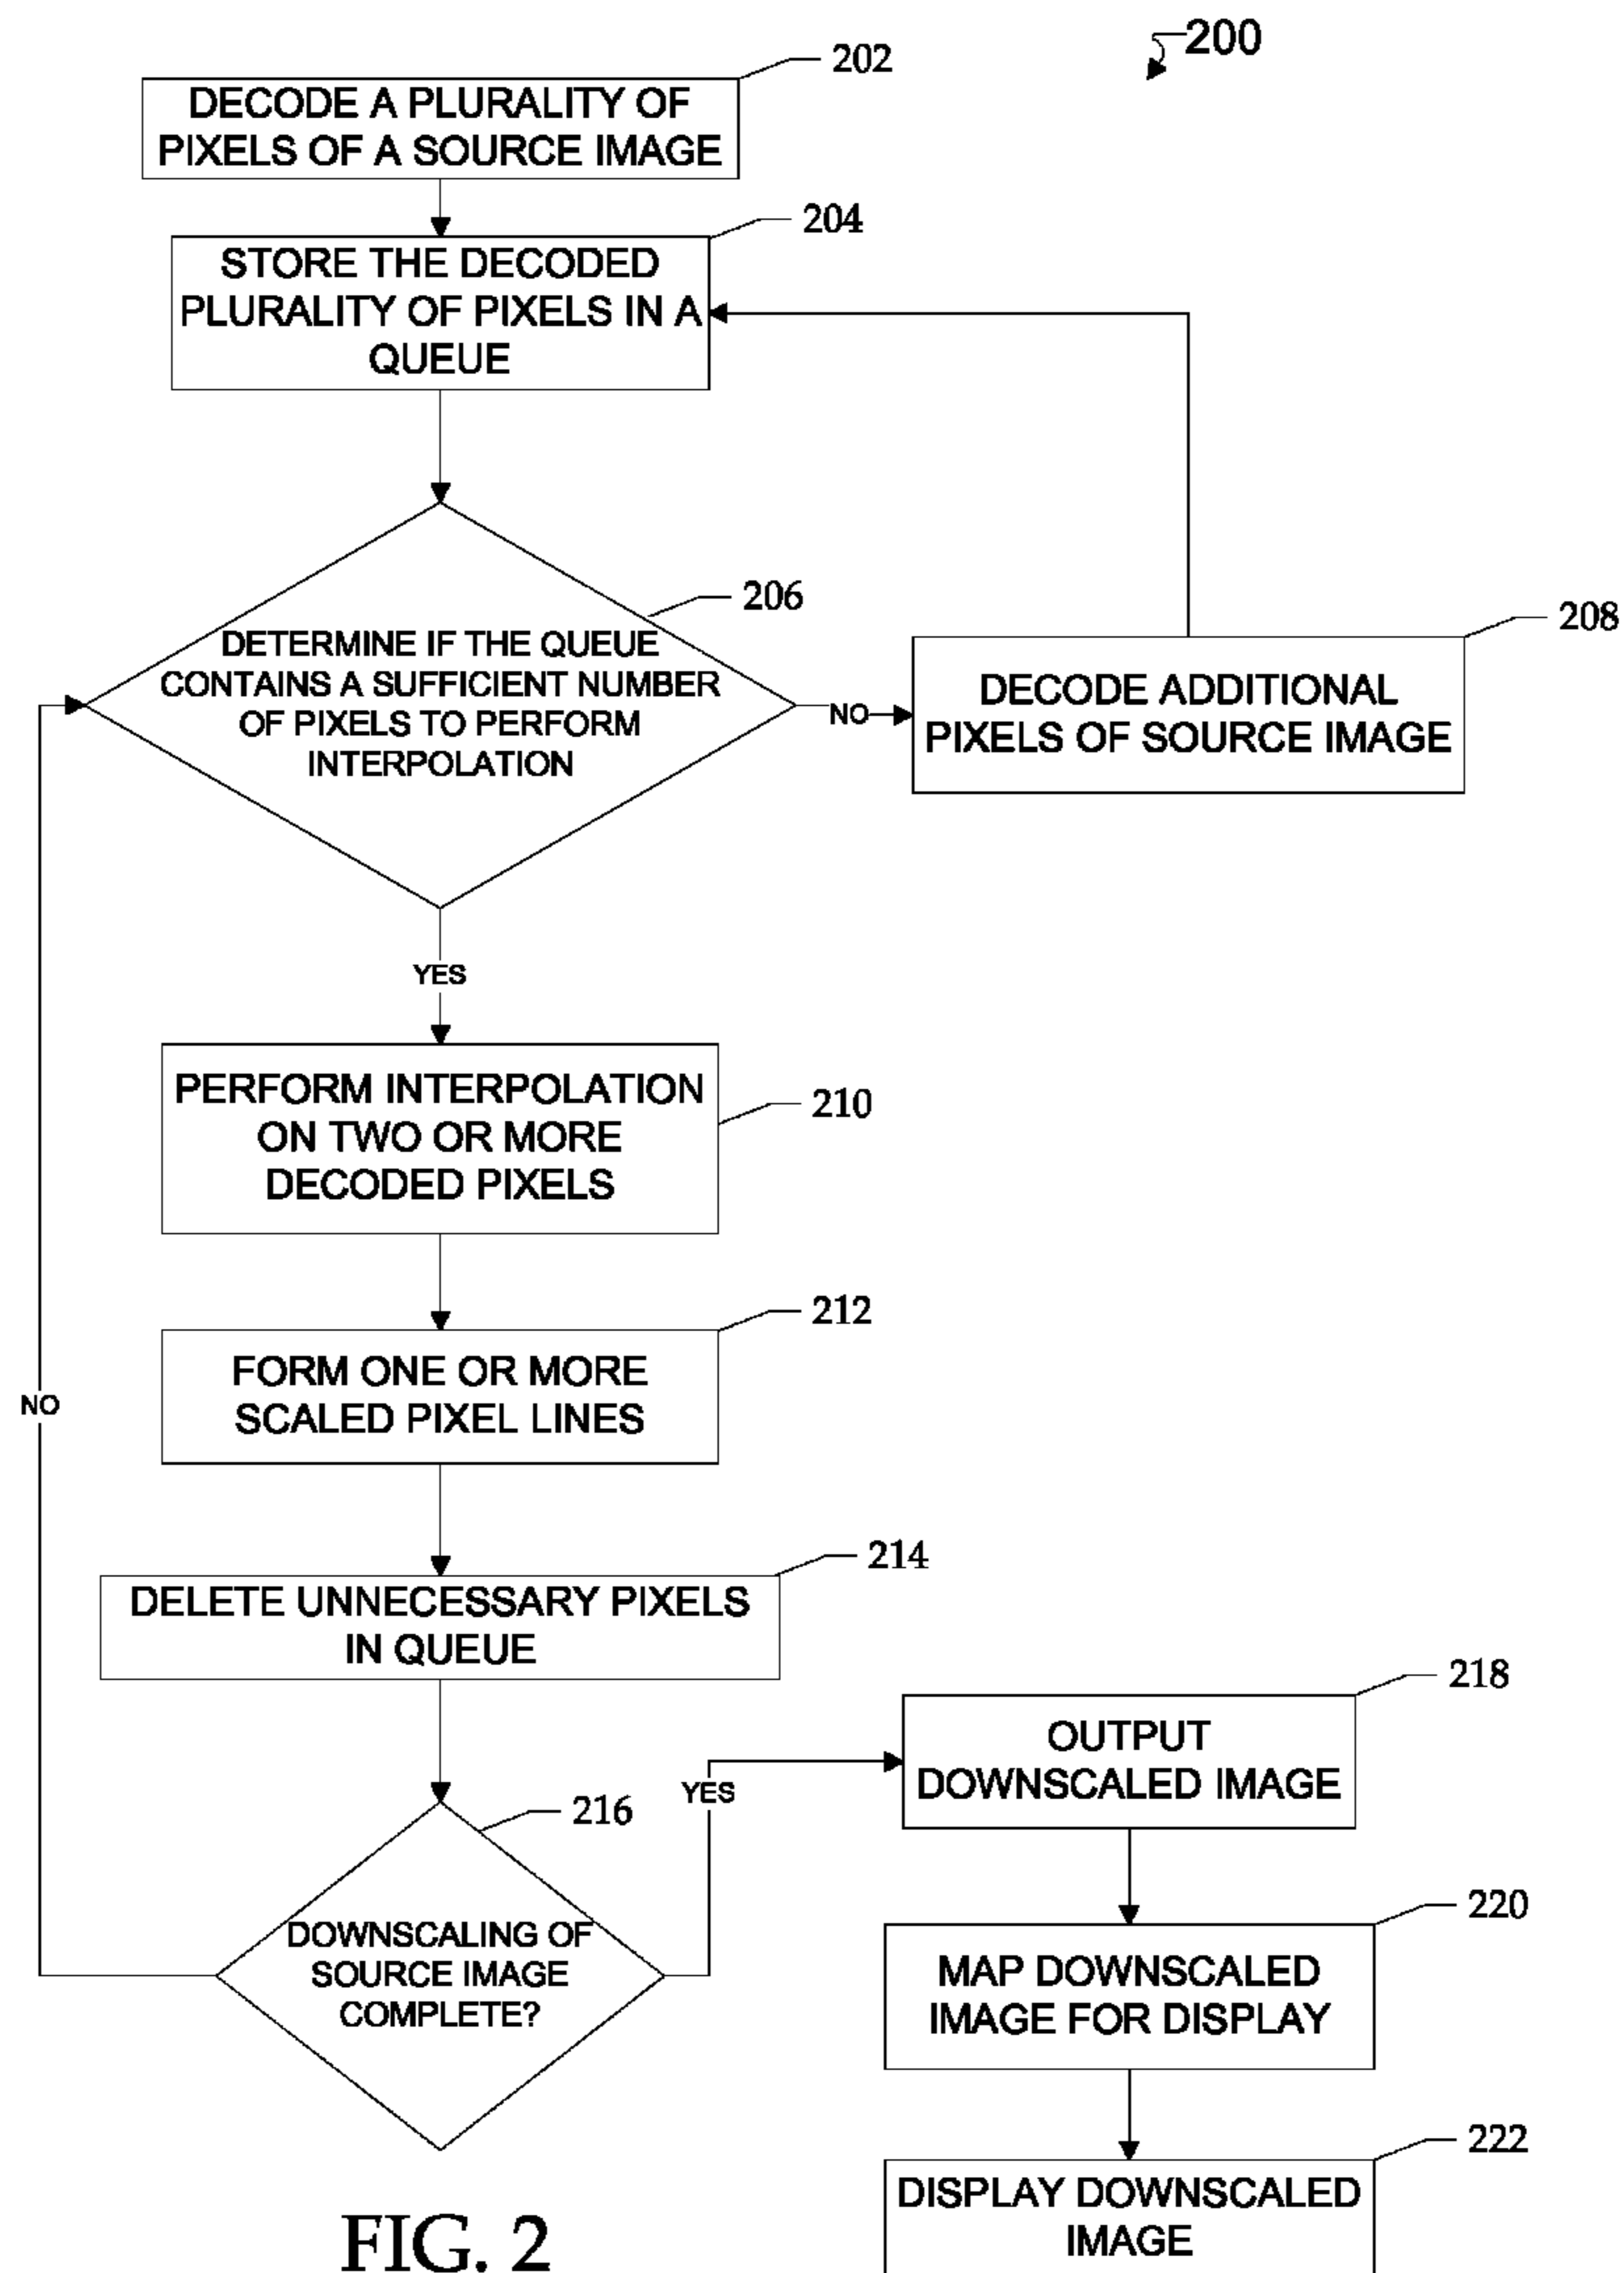 200
202
DECODE A PLURALITY OF
PIXELS OF A SOURCE IMAGE
204
STORE THE DECODED
PLURALITY OF PIXELS IN A
QUEUE
206
DETERMINE IF THE QUEUE
CONTAINS A SUFFICIENT NUMBER
OF PIXELS TO PERFORM
INTERPOLATION
NO
208
DECODE ADDITIONAL
PIXELS OF SOURCE IMAGE
YES
210
PERFORM INTERPOLATION
ON TWO OR MORE
DECODED PIXELS
212
FORM ONE OR MORE
SCALED PIXEL LINES
NO
214
DELETE UNNECESSARY PIXELS
IN QUEUE
216
DOWNSCALING OF
SOURCE IMAGE
COMPLETE?
YES
218
OUTPUT
DOWNSCALED IMAGE
220
MAP DOWNSCALED
IMAGE FOR DISPLAY
222
DISPLAY DOWNSCALED
IMAGE
FIG. 2